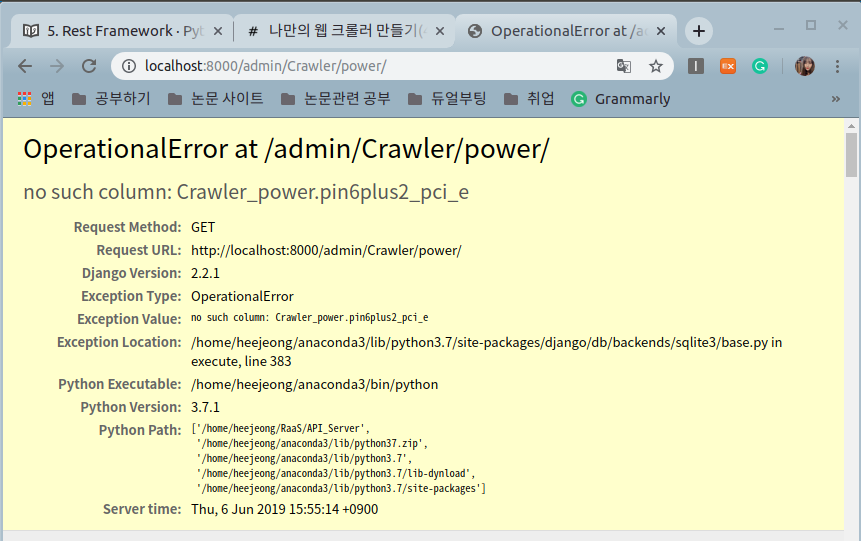 5. Rest Framework · Pyt
# 나만의 웹 크롤러 만들기(4
OperationalError at /a
localhost:8000/admin/Crawler/power/
앱 공부하기 논문 사이트 논문관련 공부 듀얼부팅 취업 Grammarly »
OperationalError at /admin/Crawler/power/
no such column: Crawler_power.pin6plus2_pci_e
Request Method: GET
Request URL: http://localhost:8000/admin/Crawler/power/
Django Version: 2.2.1
Exception Type: OperationalError
Exception Value: no such column: Crawler_power.pin6plus2_pci_e
Exception Location: /home/heejeong/anaconda3/lib/python3.7/site-packages/django/db/backends/sqlite3/base.py in
execute, line 383
Python Executable: /home/heejeong/anaconda3/bin/python
Python Version: 3.7.1
Python Path: ['/home/heejeong/RaaS/API_Server',
'/home/heejeong/anaconda3/lib/python37.zip',
'/home/heejeong/anaconda3/lib/python3.7',
'/home/heejeong/anaconda3/lib/python3.7/lib-dynload',
'/home/heejeong/anaconda3/lib/python3.7/site-packages']
Server time: Thu, 6 Jun 2019 15:55:14 +0900